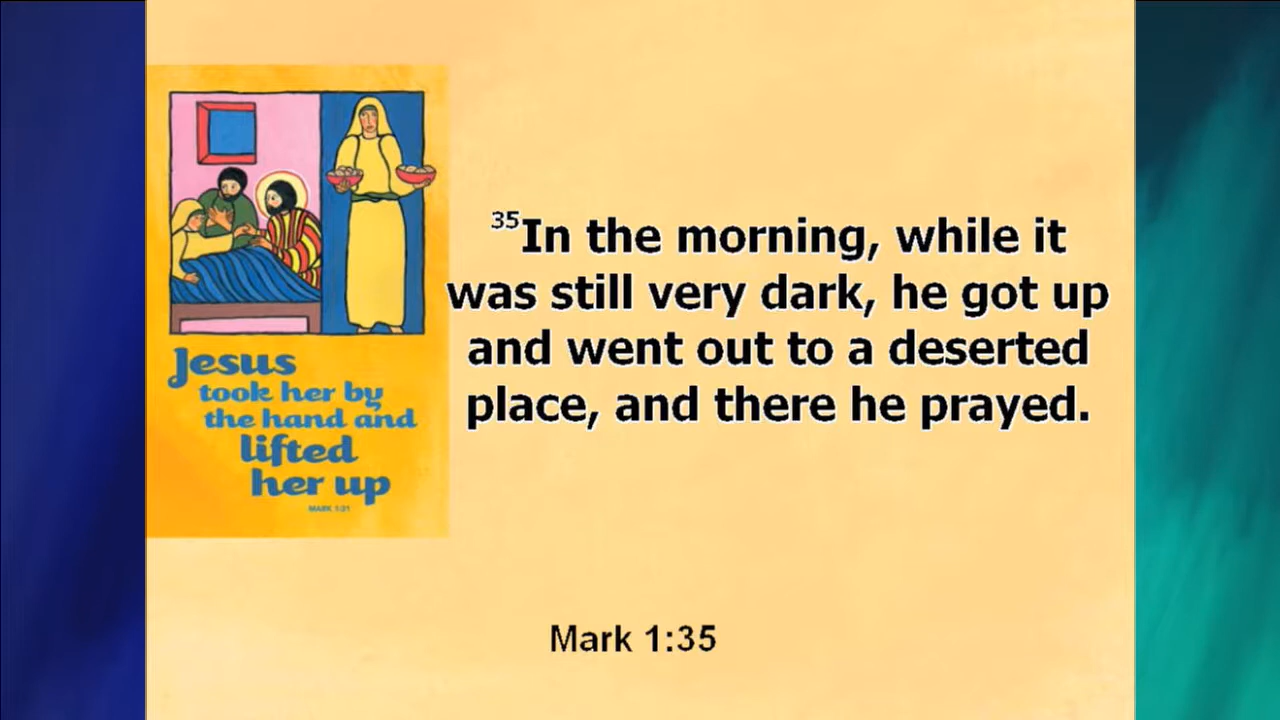 35In the morning, while it
was still very dark, he got up
and went out to a deserted
place, and there he prayed.
Jesus
took her by
the hand and
lifted
her up
MARK 1:31
Mark 1:35